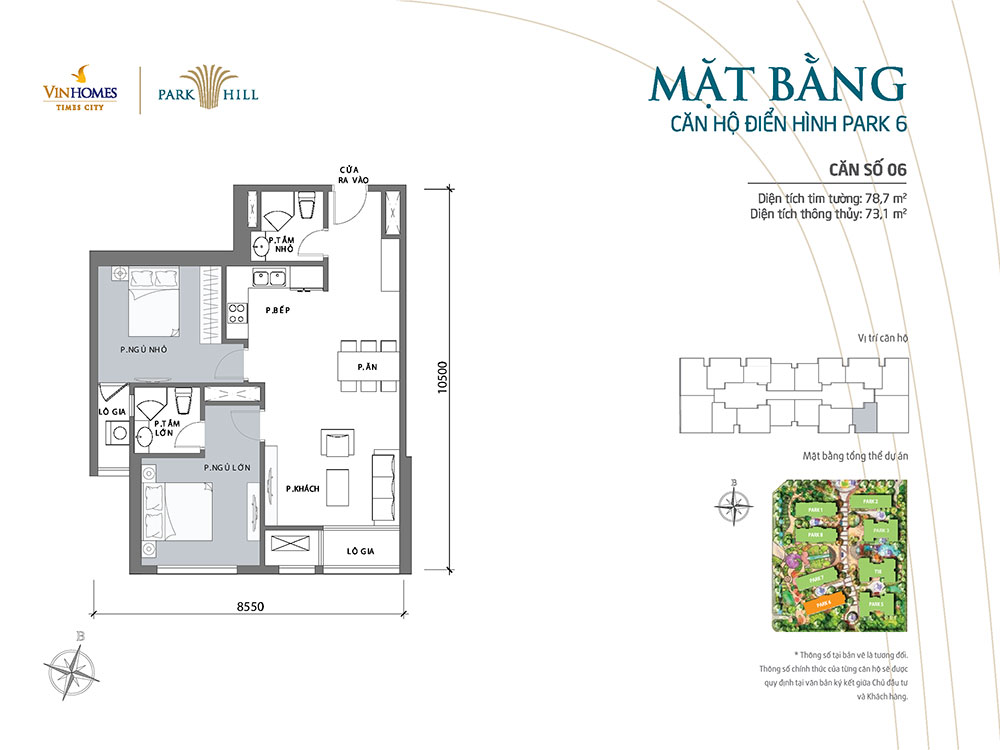 VINHOMES
TIMES CITY
PARK HILL
MẶT BẰNG
CĂN HỘ ĐIỂN HÌNH PARK 6
CĂN SỐ 06
Diện tích tim tường: 78,7 m²
Diện tích thông thủy: 73,1 m²
CỬA
RA VÀO
P.TẮM
NHỎ
P.BẾP
P.NGỦ NHỎ
P.ĂN
LÔ GIA
P.TẮM
LỚN
P.NGỦ LỚN
P.KHÁCH
LÔ GIA
10500
8550
B
Vị trí căn hộ
Mặt bằng tổng thể dự án
B
PARK 1
PARK 2
PARK 8
PARK 3
T18
PARK 7
PARK 6
PARK 5
* Thông số tại bản vẽ là tương đối.
Thông số chính thức của từng căn hộ sẽ được
quy định tại văn bản ký kết giữa Chủ đầu tư
và Khách hàng.